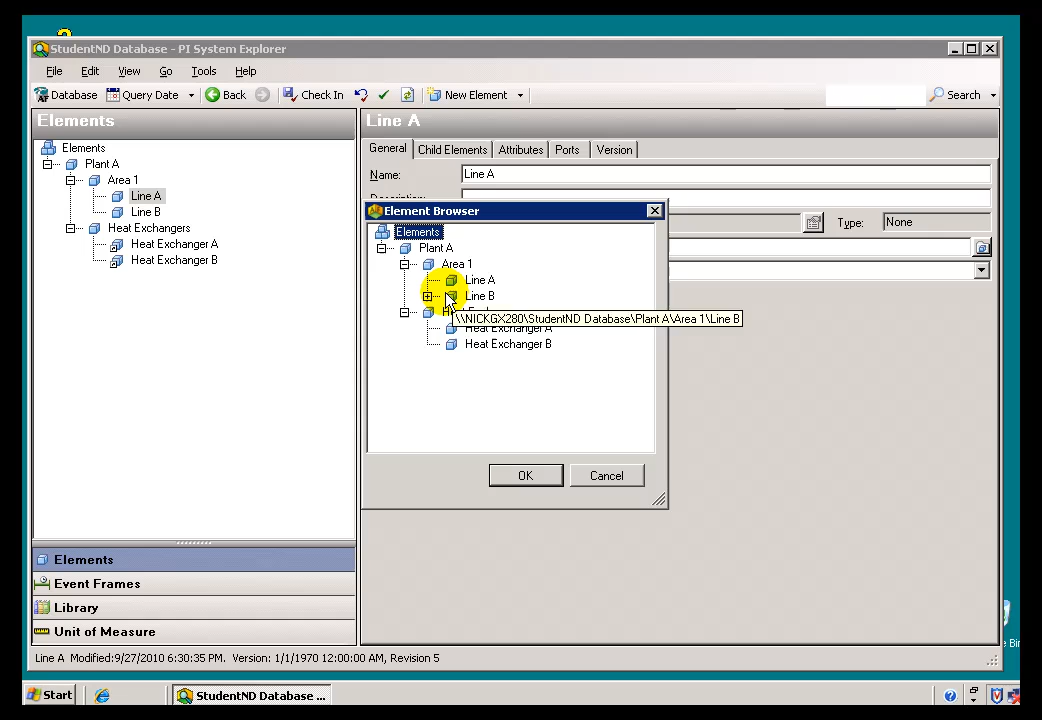 StudentND Database - PI System Explorer
File Edit View Go Tools Help
Database Query Date Back Check In New Element Search
Elements
Line A
Elements
Plant A
Area 1
Line A
Line B
Heat Exchangers
Heat Exchanger A
Heat Exchanger B
General Child Elements Attributes Ports Version
Name: Line A
Description:
Type: None
Element Browser
Elements
Plant A
Area 1
Line A
Line B
\\NICKGX280\StudentND Database\Plant A\Area 1\Line B
Heat Exchanger A
Heat Exchanger B
OK Cancel
Elements
Event Frames
Library
Unit of Measure
Line A Modified:9/27/2010 6:30:35 PM. Version: 1/1/1970 12:00:00 AM, Revision 5
Start StudentND Database ...